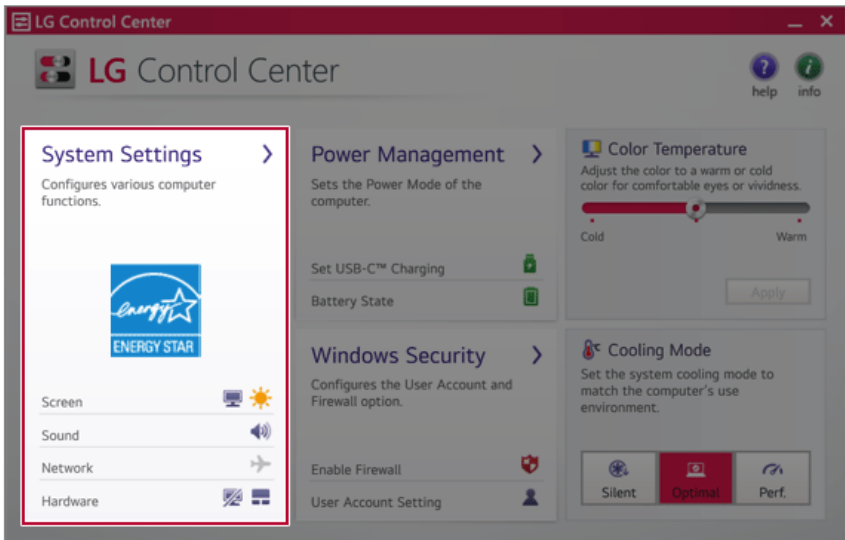 LG Control Center
LG Control Center
help
info
System Settings
Configures various computer
functions.
energy
ENERGY STAR
Screen
Sound
Network
Hardware
Power Management
Sets the Power Mode of the
computer.
Set USB-C™ Charging
Battery State
Windows Security
Configures the User Account and
Firewall option.
Enable Firewall
User Account Setting
Color Temperature
Adjust the color to a warm or cold
color for comfortable eyes or vividness.
Cold
Warm
Apply
Cooling Mode
Set the system cooling mode to
match the computer's use
environment.
Silent
Optimal
Perf.